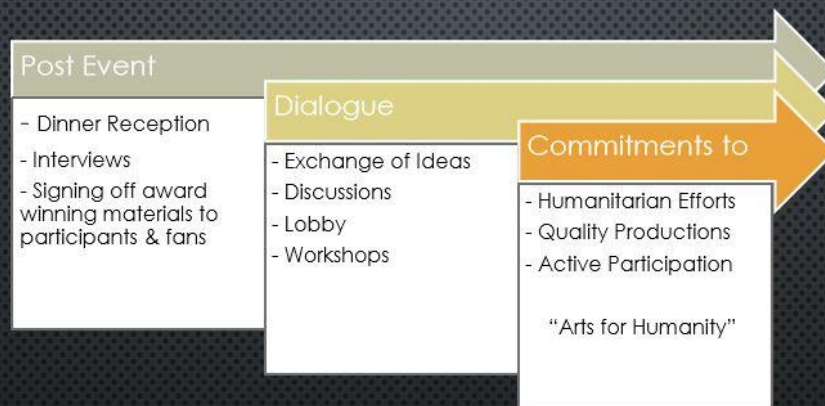 Post Event
- Dinner Reception
- Interviews
- Signing off award
winning materials to
participants & fans
Dialogue
- Exchange of Ideas
- Discussions
- Lobby
- Workshops
Commitments to
- Humanitarian Efforts
- Quality Productions
- Active Participation
“Arts for Humanity”